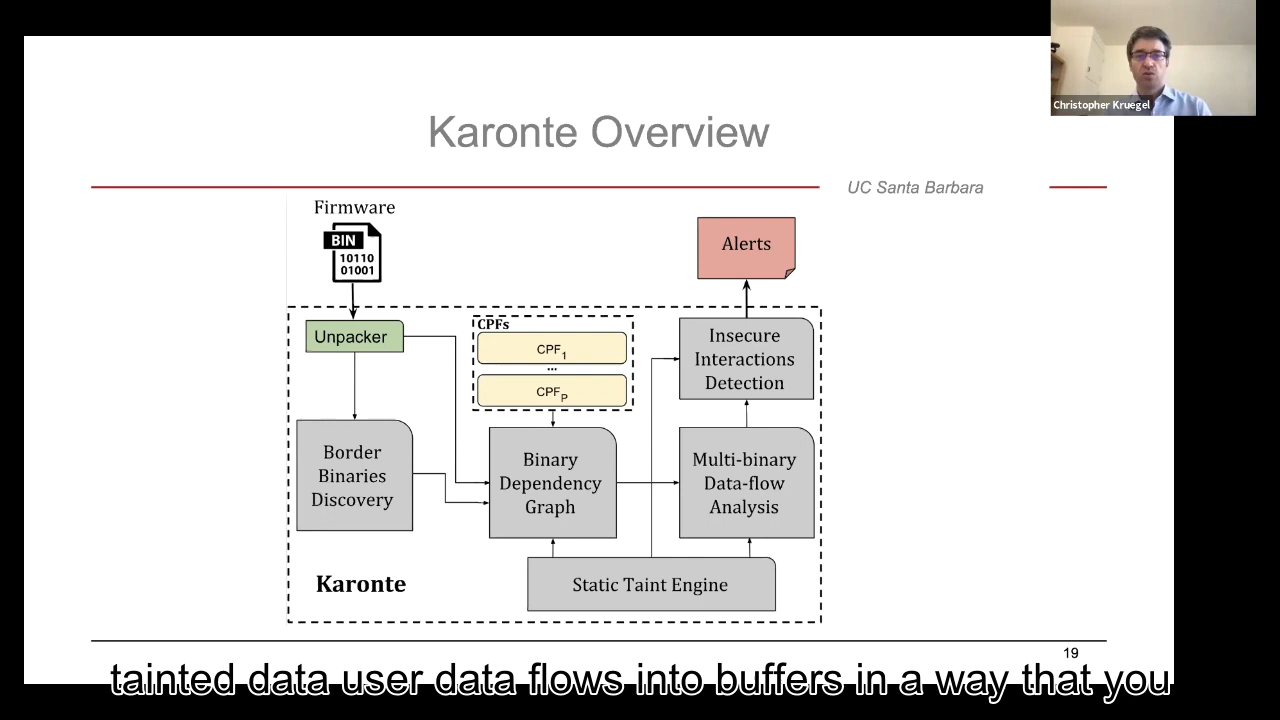 Christopher Kruegel
Karonte Overview
UC Santa Barbara
Firmware
BIN
10110
01001
Alerts
Unpacker
CPFs
CPF1
...
CPFP
Insecure
Interactions
Detection
Border
Binaries
Discovery
Binary
Dependency
Graph
Multi-binary
Data-flow
Analysis
Karonte
Static Taint Engine
19
tainted data user data flows into buffers in a way that you